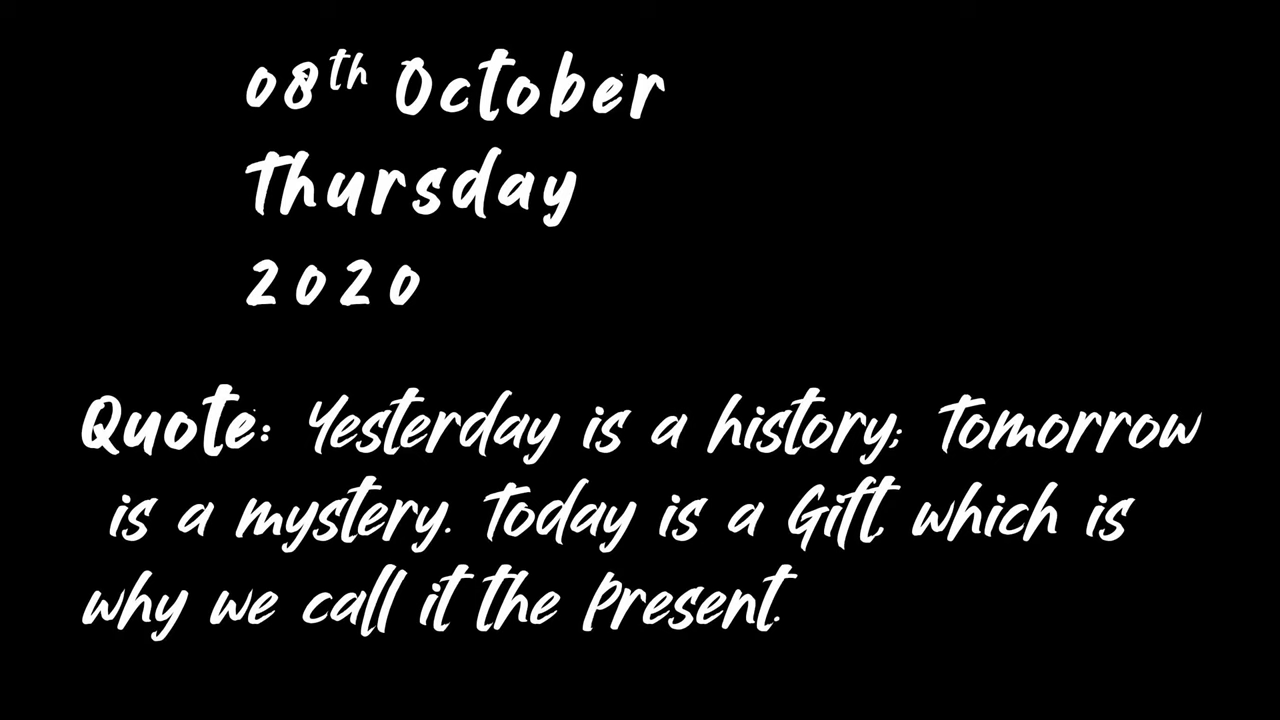 08th October
Thursday
2020
Quote: Yesterday is a history; Tomorrow
is a mystery. Today is a Gift, which is
why we call it the Present.